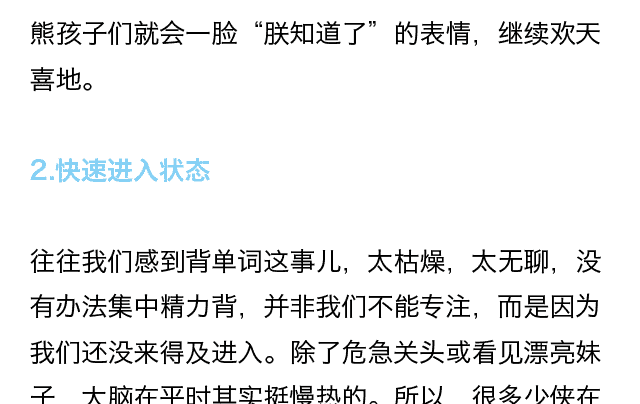 熊孩子们就会一脸“朕知道了”的表情，继续欢天
喜地。
2.快速进入状态
往往我们感到背单词这事儿，太枯燥，太无聊，没
有办法集中精力背，并非我们不能专注，而是因为
我们还没来得及进入。除了危急关头或看见漂亮妹
子，大脑在平时其实挺慢热的。所以，很多少侠在